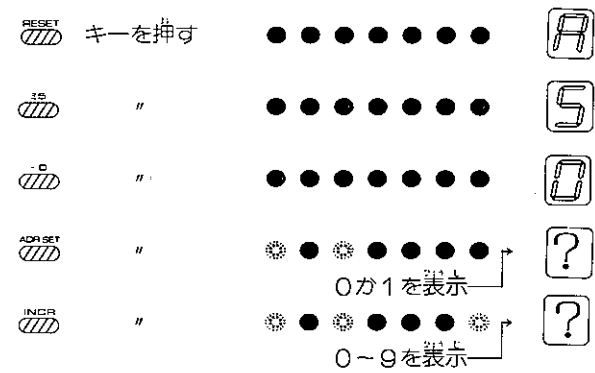 RESET キーを押す A
〃 5
〃 0
ADR SET 〃 ?
0か1を表示
INCR 〃 ?
0～9を表示